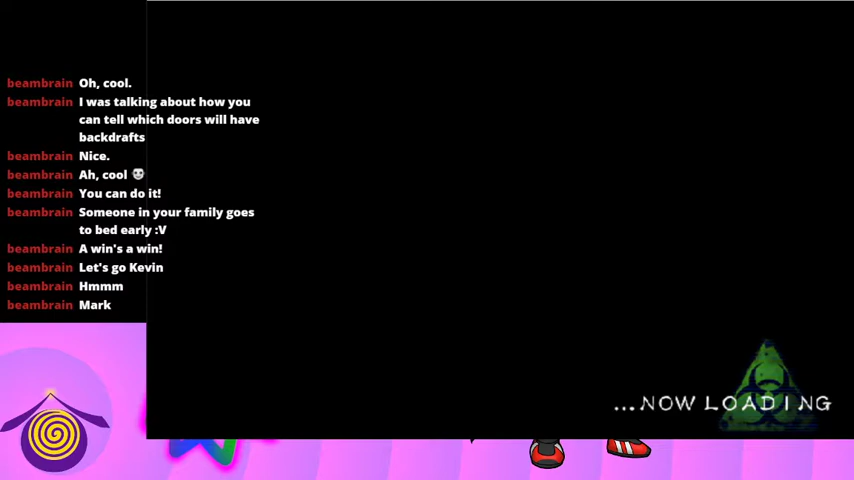 beambrain Oh, cool.
beambrain I was talking about how you
can tell which doors will have
backdrafts
beambrain Nice.
beambrain Ah, cool
beambrain You can do it!
beambrain Someone in your family goes
to bed early :V
beambrain A win's a win!
beambrain Let's go Kevin
beambrain Hmmm
beambrain Mark
...NOW LOADING